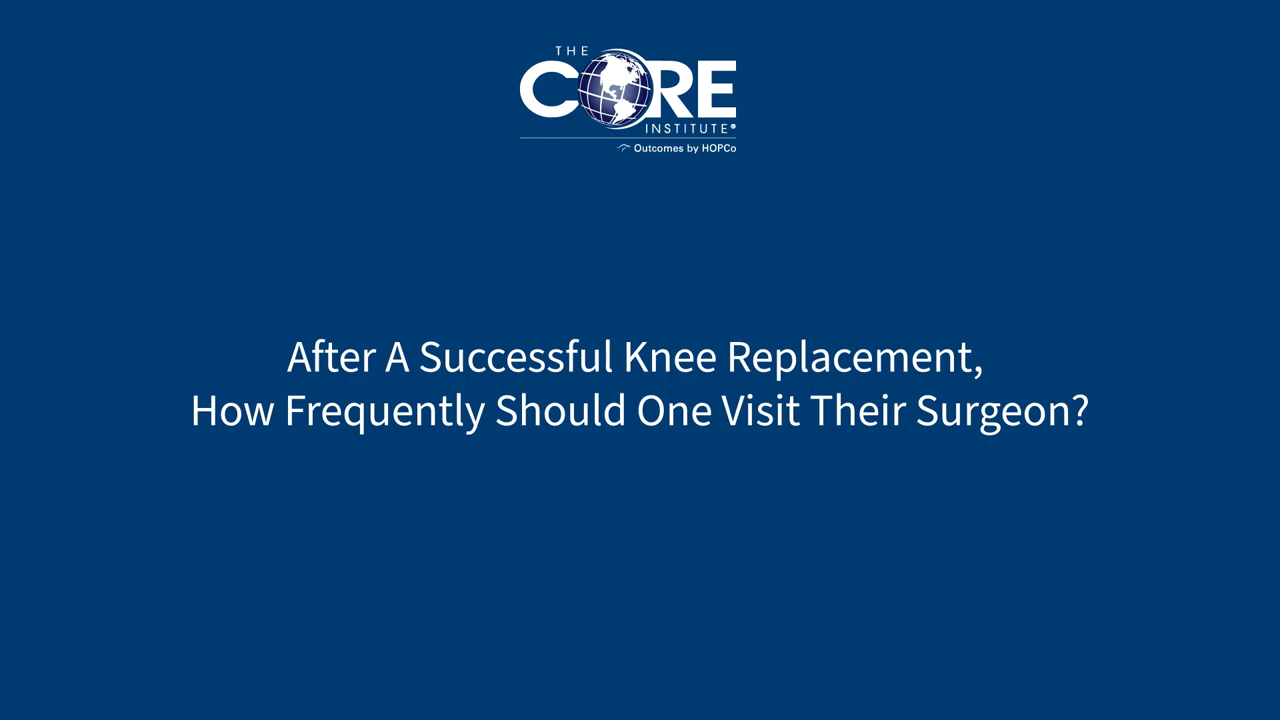 THE
CORE
INSTITUTE®
Outcomes by HOPCo
After A Successful Knee Replacement,
How Frequently Should One Visit Their Surgeon?